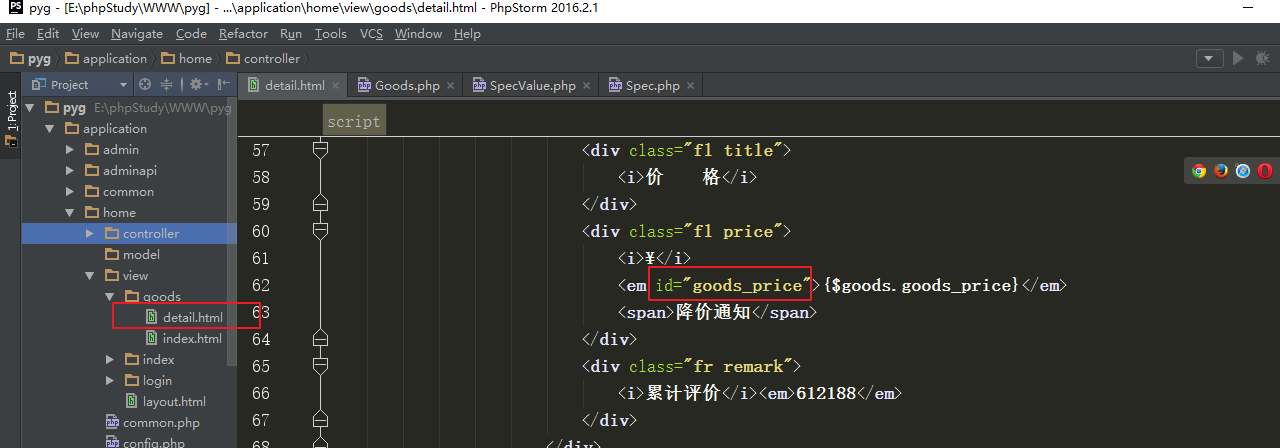 pyg - [E:\phpStudy\WWW\pyg] - ...\application\home\view\goods\detail.html - PhpStorm 2016.2.1
File Edit View Navigate Code Refactor Run Tools VCS Window Help
pyg application home controller
1: Project
Project
detail.html Goods.php SpecValue.php Spec.php
pyg E:\phpStudy\WWW\pyg
application
admin
adminapi
common
home
controller
model
view
goods
detail.html
index.html
index
login
layout.html
common.php
config.php
script
57 <div class="fl title">
58 <i>价    格</i>
59 </div>
60 <div class="fl price">
61 <i>¥</i>
62 <em id="goods_price">{$goods.goods_price}</em>
63 <span>降价通知</span>
64 </div>
65 <div class="fr remark">
66 <i>累计评价</i><em>612188</em>
67 </div>
68 </div>